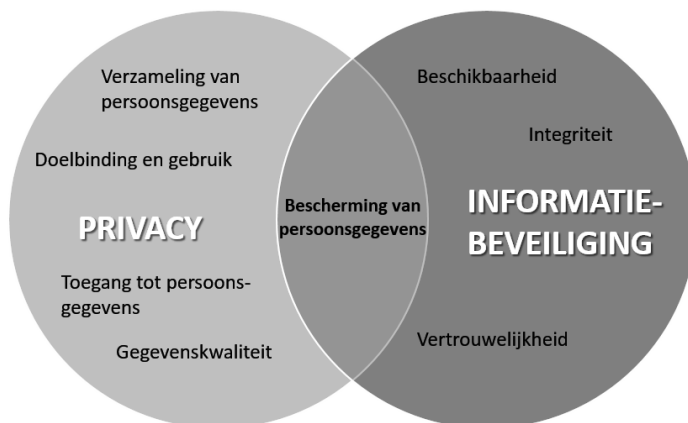 Verzameling van
persoonsgegevens
Doelbinding en gebruik
PRIVACY
Toegang tot persoons-
gegevens
Gegevenskwaliteit
Bescherming van
persoonsgegevens
Beschikbaarheid
Integriteit
INFORMATIE-
BEVEILIGING
Vertrouwelijkheid